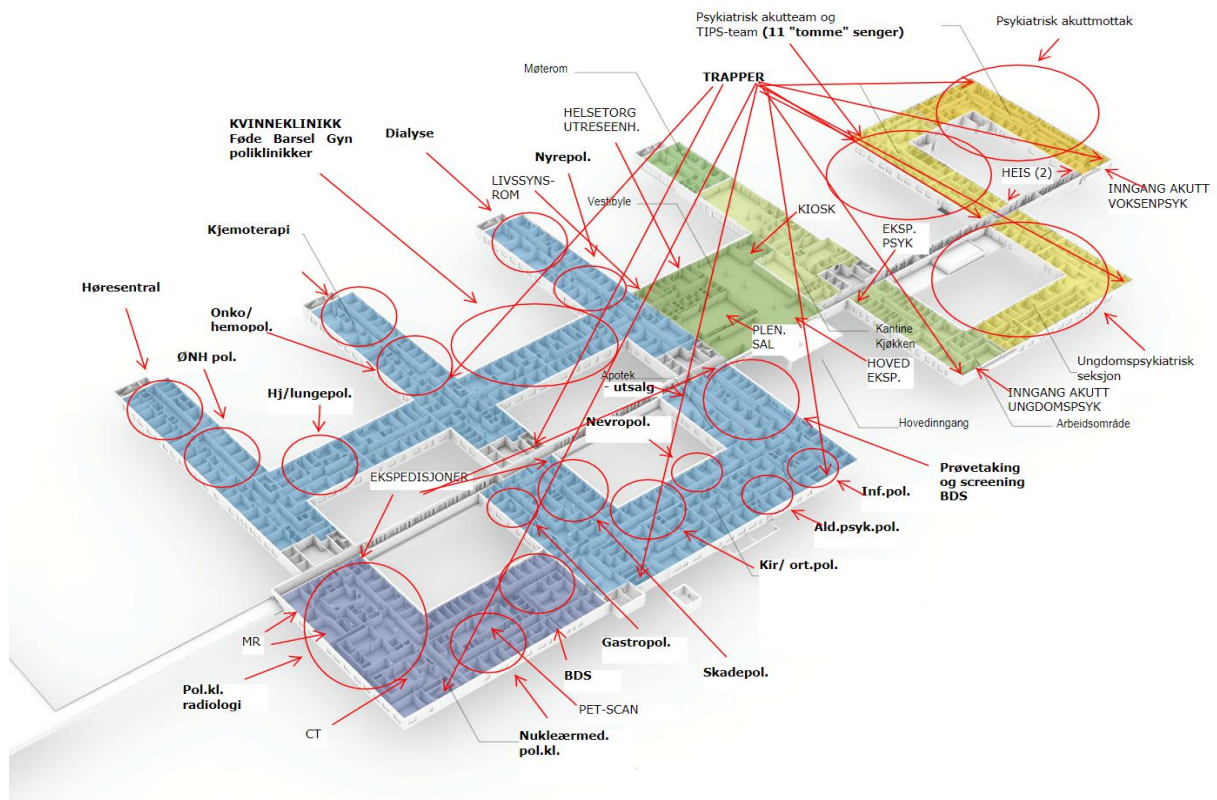 Psykiatrisk akutteam og
TIPS-team (11 "tomme" senger)
Psykiatrisk akuttmottak
Møterom
TRAPPER
HELSETORG
UTRESEENH.
KVINNEKLINIKK
Føde Barsel Gyn
poliklinikker
Dialyse
Nyrepol.
LIVSSYNS-
ROM
Vestibyle
HEIS (2)
INNGANG AKUTT
VOKSENPSYK
KIOSK
Kjemoterapi
EKSP.
PSYK
Høresentral
Onko/
hemopol.
PLEN.
SAL
Kantine
Kjøkken
ØNH pol.
HOVED
EKSP.
Ungdomspsykiatrisk
seksjon
Apotek
- utsalg
INNGANG AKUTT
UNGDOMSPSYK
Hj/lungepol.
Nevropol.
Hovedinngang
Arbeidsområde
EKSPEDISJONER
Prøvetaking
og screening
BDS
Inf.pol.
Ald.psyk.pol.
Kir/ ort.pol.
MR
Gastropol.
Skadepol.
BDS
Pol.kl.
radiologi
PET-SCAN
CT
Nukleærmed.
pol.kl.